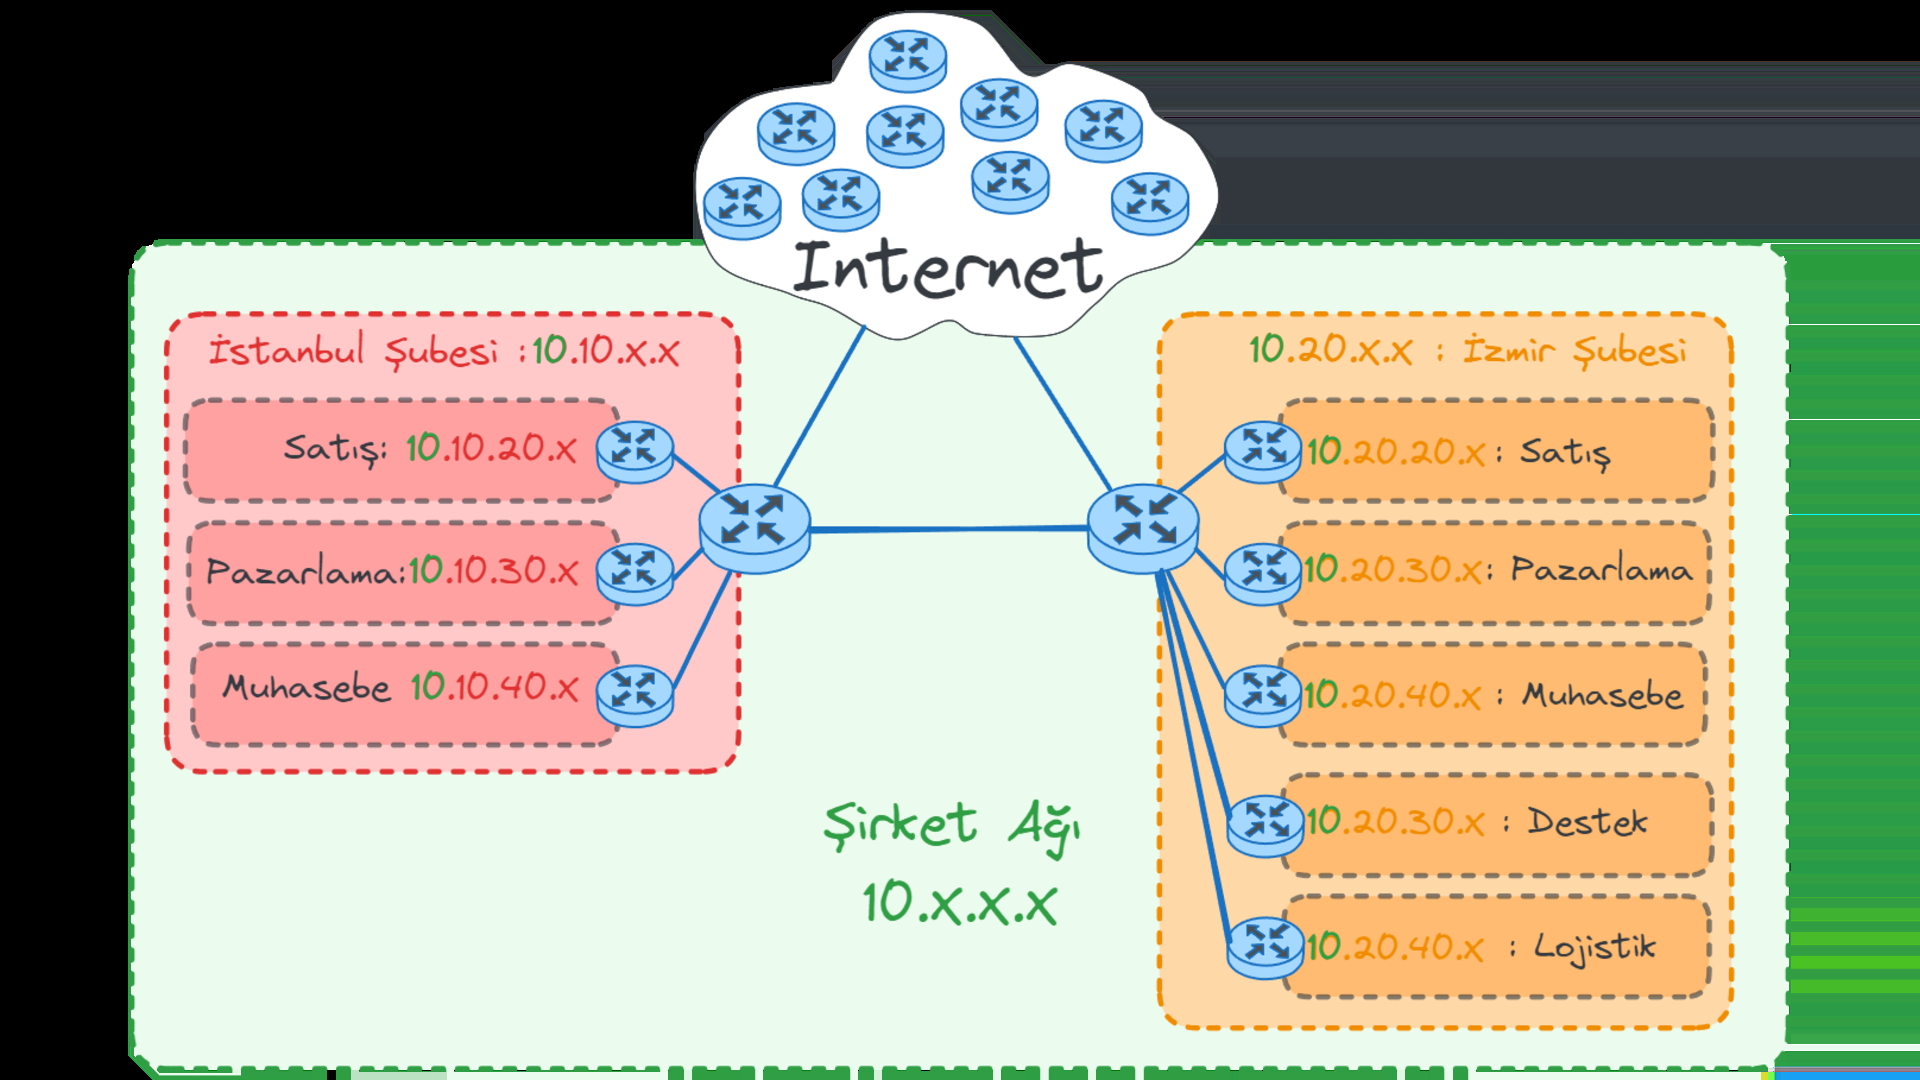 Internet
İstanbul Şubesi :10.10.x.x
Satış: 10.10.20.x
Pazarlama:10.10.30.x
Muhasebe 10.10.40.x
10.20.x.x : İzmir Şubesi
10.20.20.x : Satış
10.20.30.x: Pazarlama
10.20.40.x : Muhasebe
10.20.30.x : Destek
10.20.40.x : Lojistik
Şirket Ağı
10.x.x.x